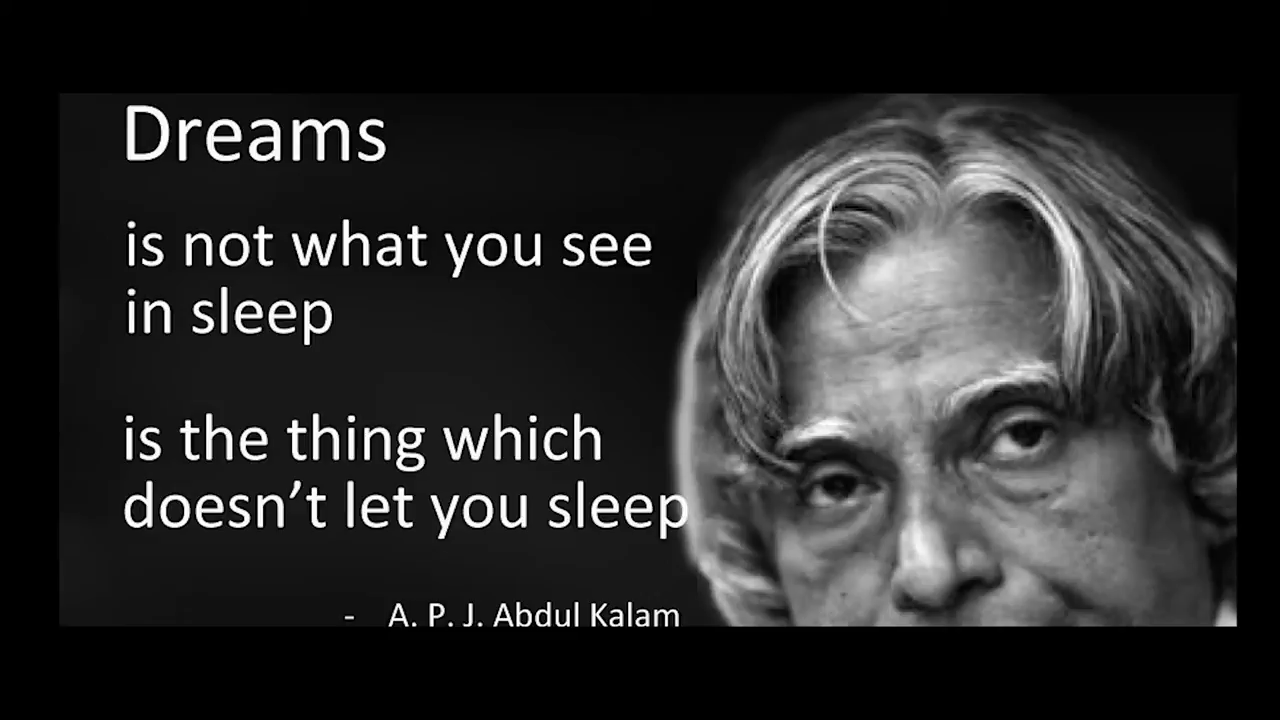 Dreams
is not what you see
in sleep
is the thing which
doesn’t let you sleep
- A. P. J. Abdul Kalam